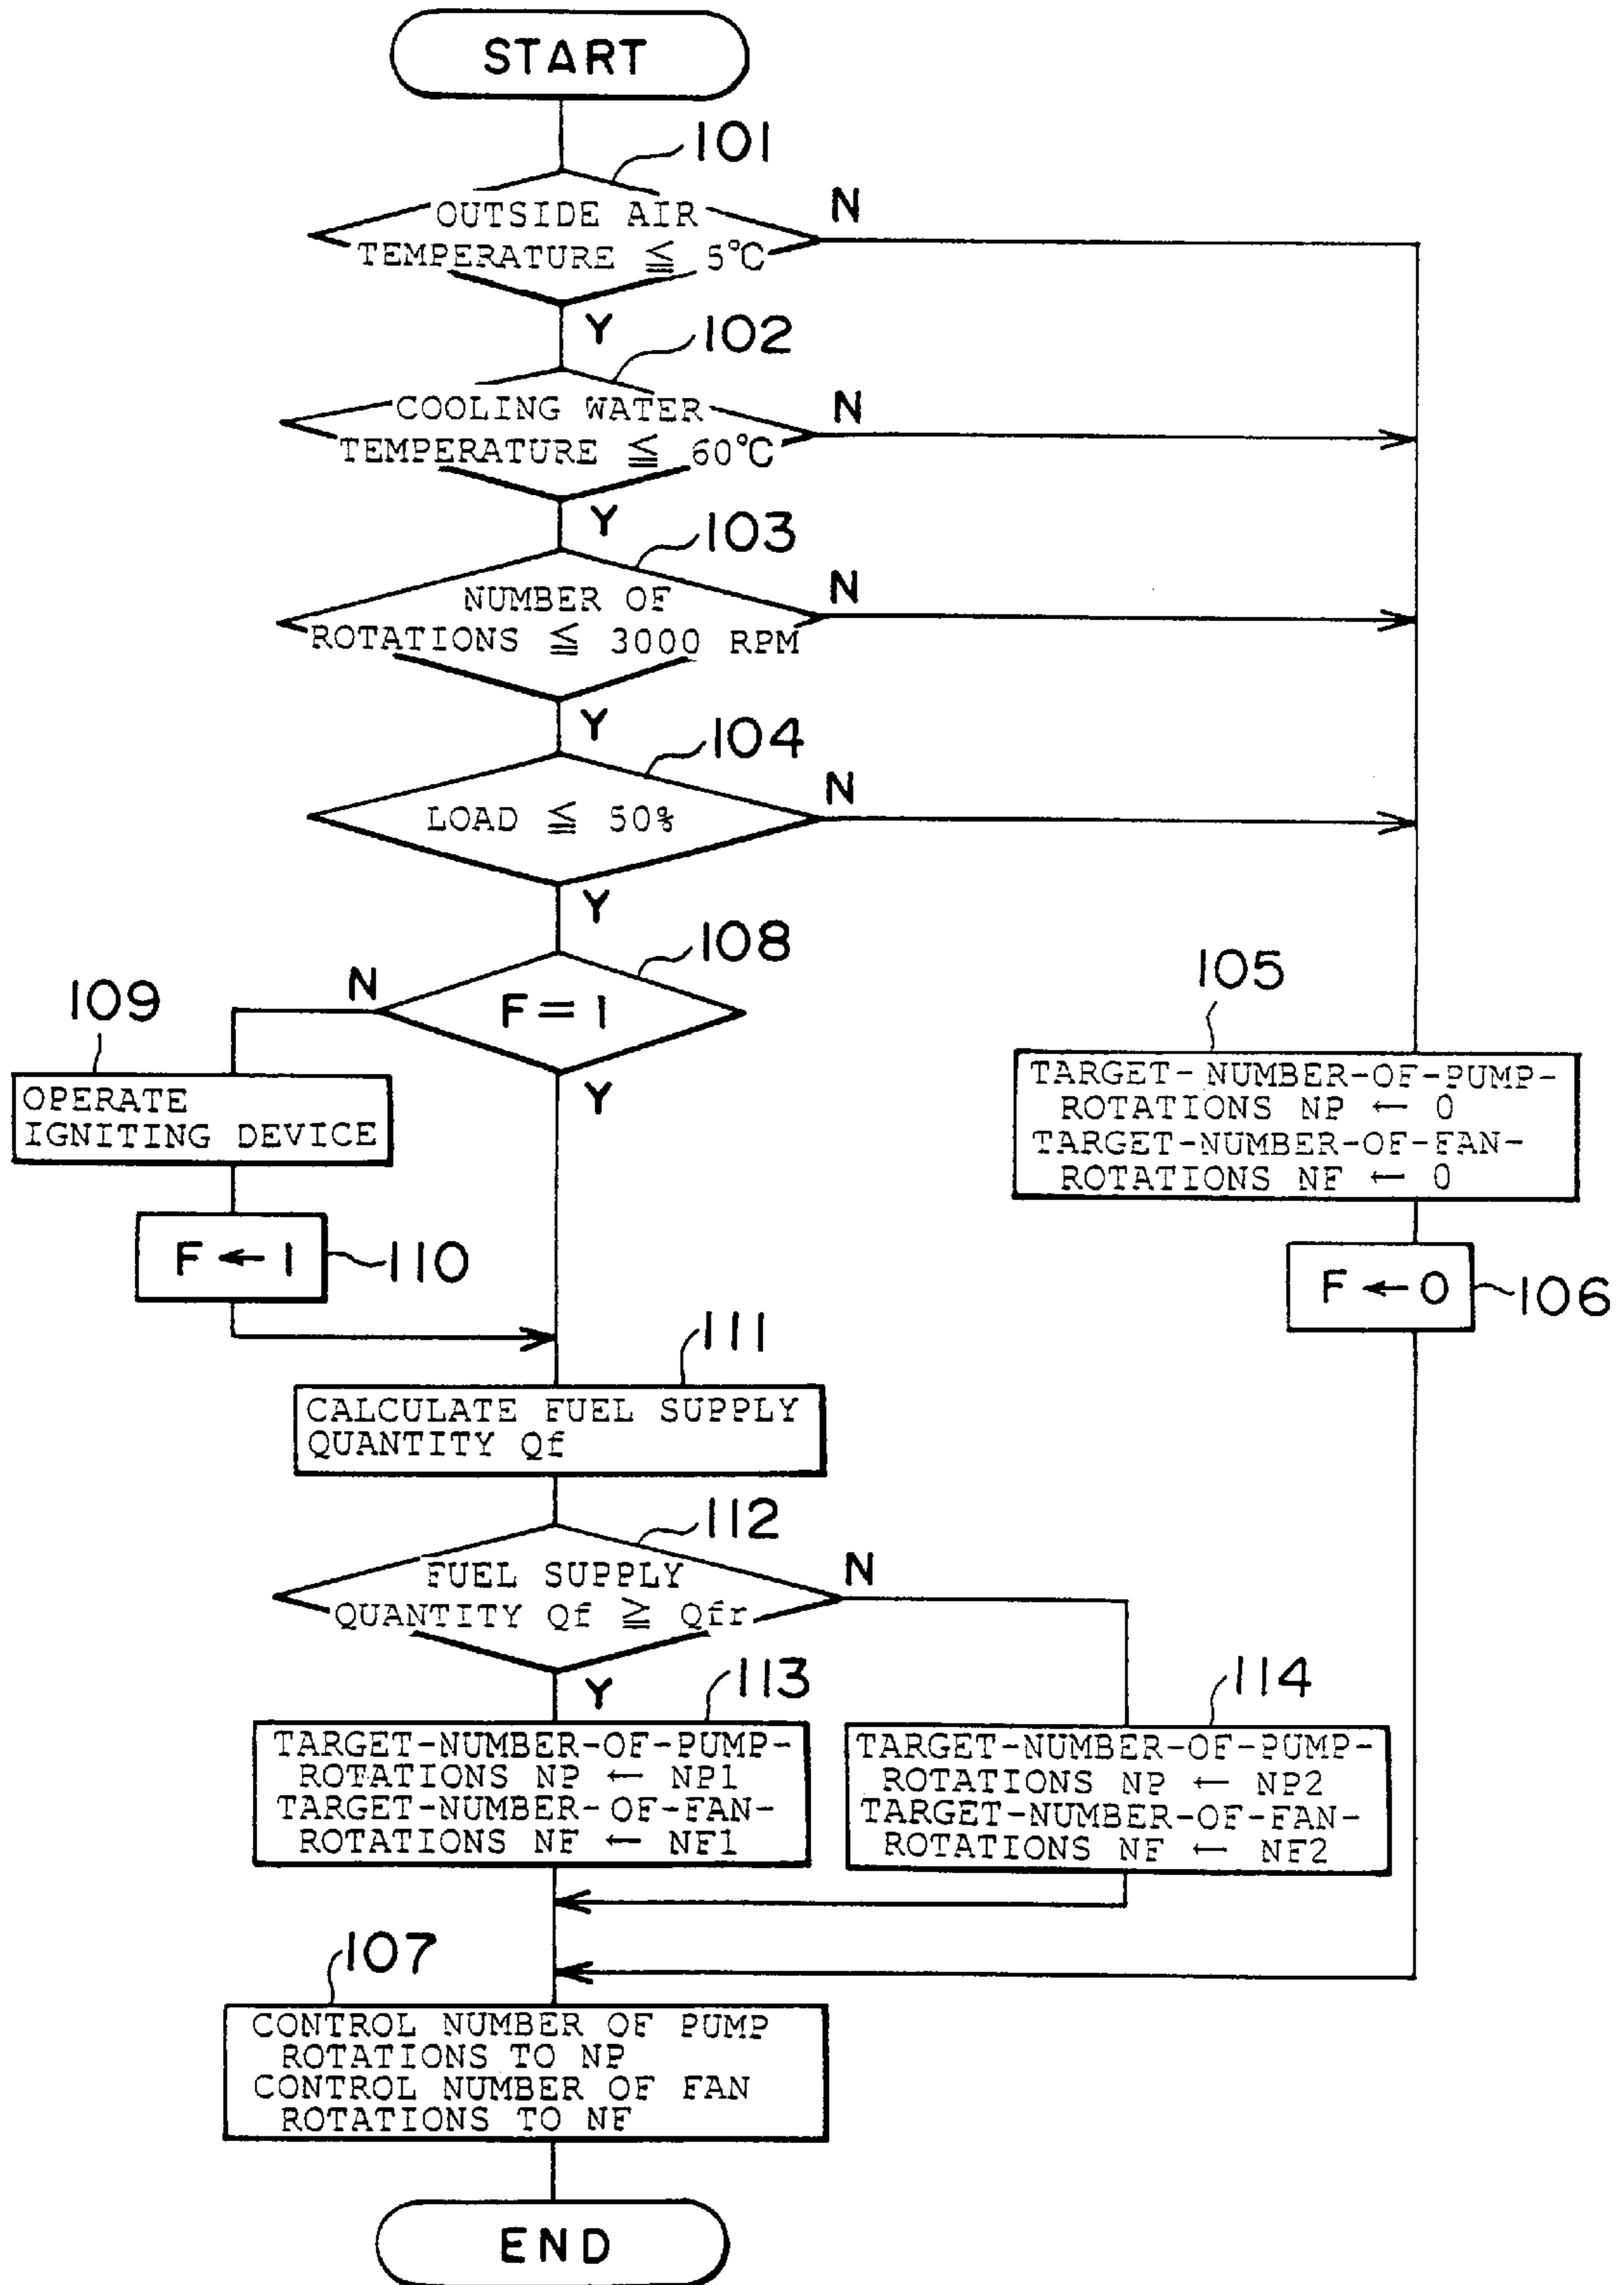 START
101
OUTSIDE AIR
TEMPERATURE ≦ 5°C
N
Y
102
COOLING WATER
TEMPERATURE ≦ 60°C
N
Y
103
NUMBER OF
ROTATIONS ≦ 3000 RPM
N
Y
104
LOAD ≦ 50%
N
Y
108
F = 1
N
Y
109
OPERATE
IGNITING DEVICE
F ← 1
110
105
TARGET-NUMBER-OF-PUMP-
ROTATIONS NP ← 0
TARGET-NUMBER-OF-FAN-
ROTATIONS NF ← 0
F ← 0
106
111
CALCULATE FUEL SUPPLY
QUANTITY Qf
112
FUEL SUPPLY
QUANTITY Qf ≧ Qfr
N
Y
113
TARGET-NUMBER-OF-PUMP-
ROTATIONS NP ← NP1
TARGET-NUMBER-OF-FAN-
ROTATIONS NF ← NF1
114
TARGET-NUMBER-OF-PUMP-
ROTATIONS NP ← NP2
TARGET-NUMBER-OF-FAN-
ROTATIONS NF ← NF2
107
CONTROL NUMBER OF PUMP
ROTATIONS TO NP
CONTROL NUMBER OF FAN
ROTATIONS TO NF
END